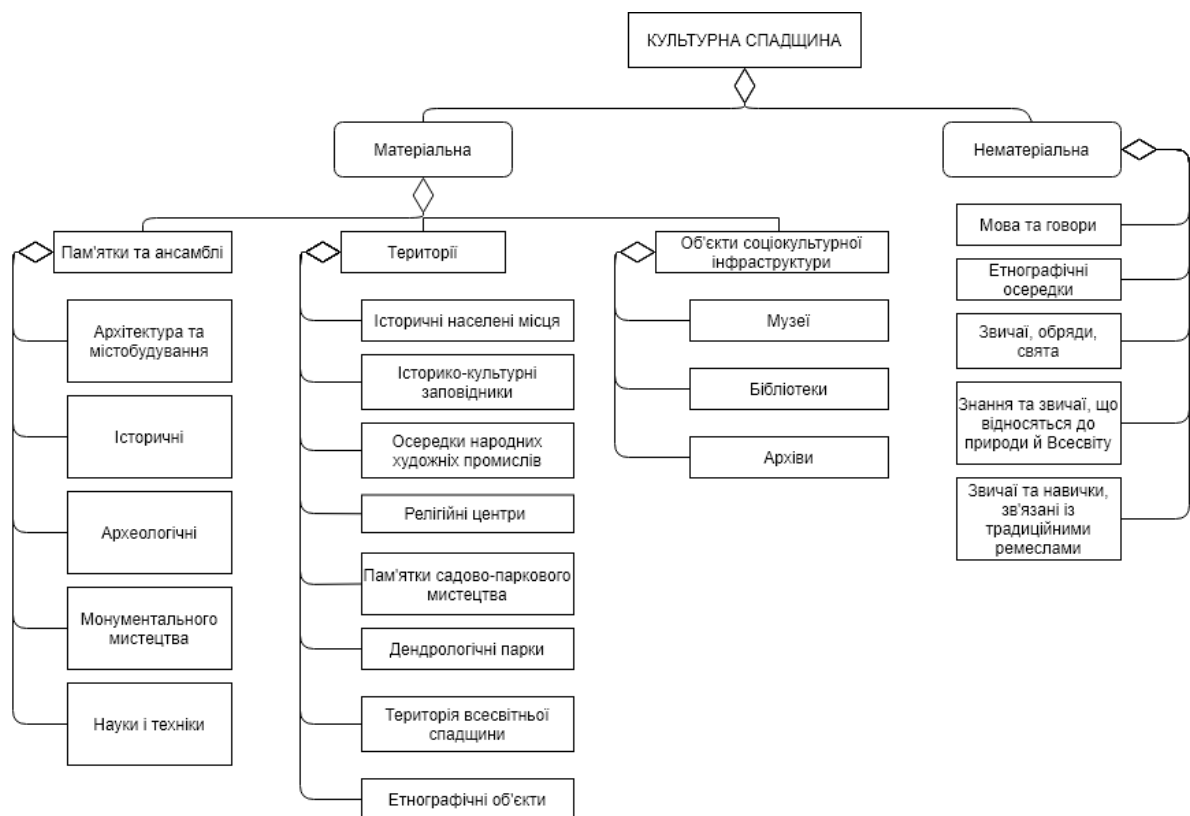 КУЛЬТУРНА СПАДЩИНА
Матеріальна
Нематеріальна
Пам'ятки та ансамблі
Архітектура та
містобудування
Історичні
Археологічні
Монументального
мистецтва
Науки і техніки
Території
Історичні населені місця
Історико-культурні
заповідники
Осередки народних
художніх промислів
Релігійні центри
Пам'ятки садово-паркового
мистецтва
Дендрологічні парки
Територія всесвітньої
спадщини
Етнографічні об'єкти
Об'єкти соціокультурної
інфраструктури
Музеї
Бібліотеки
Архіви
Мова та говори
Етнографічні
осередки
Звичаї, обряди,
свята
Знання та звичаї, що
відносяться до
природи й Всесвіту
Звичаї та навички,
зв'язані із
традиційними
ремеслами